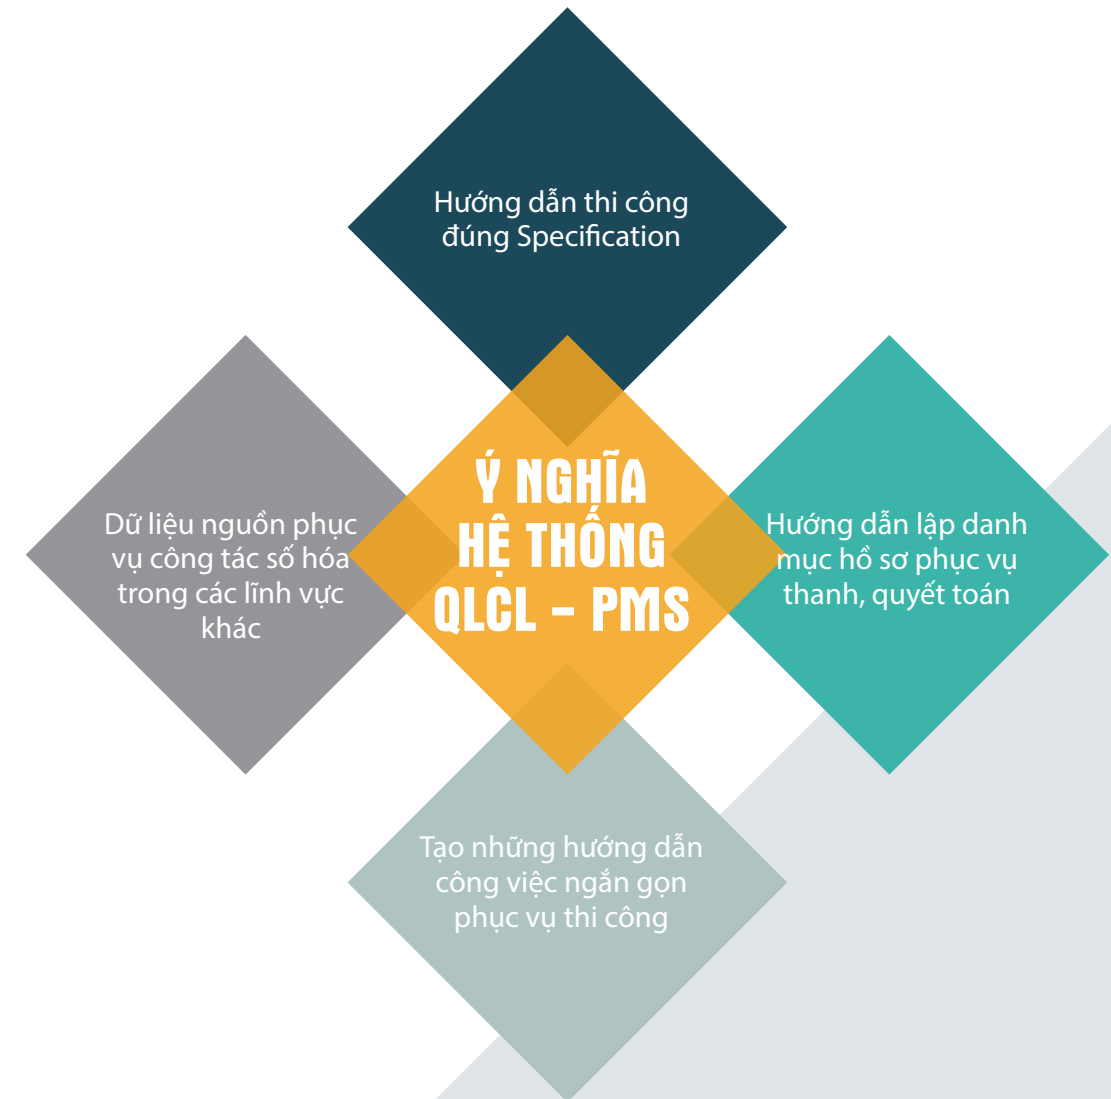 Hướng dẫn thi công
đúng Specification
Ý NGHĨA
HỆ THỐNG
QLCL – PMS
Dữ liệu nguồn phục
vụ công tác số hóa
trong các lĩnh vực
khác
Hướng dẫn lập danh
mục hồ sơ phục vụ
thanh, quyết toán
Tạo những hướng dẫn
công việc ngắn gọn
phục vụ thi công